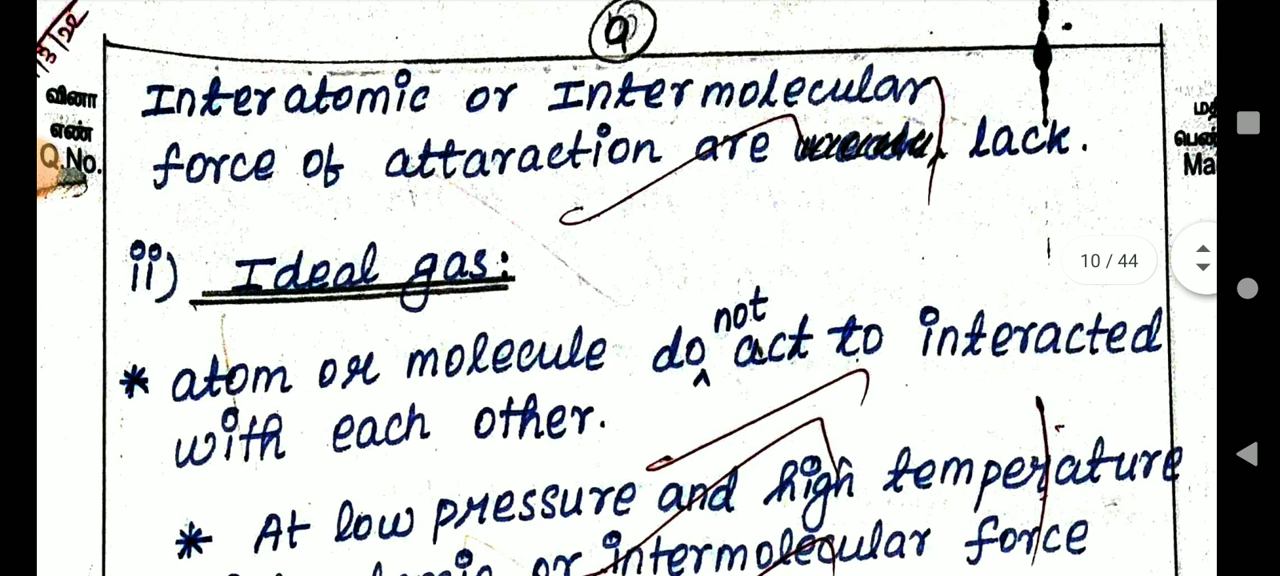 9
வினா
எண்
Q.No.
Interatomic or Intermolecular
force of attaraction are lack.
Ma
10 / 44
ii) Ideal gas:
* atom or molecule do not act to interacted
with each other.
* At low pressure and high temperature
or intermolecular force